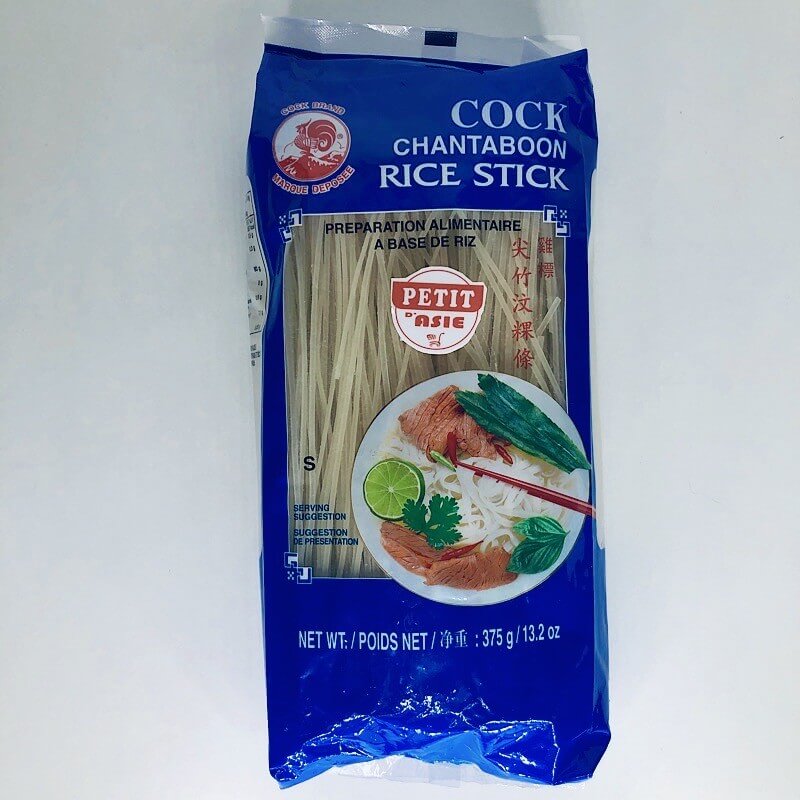 COCK BRAND
MARQUE DEPOSEE
®
COCK
CHANTABOON
RICE STICK
PREPARATION ALIMENTAIRE
A BASE DE RIZ
雞標
尖竹汶粿條
PETIT
D'ASIE
S
SERVING
SUGGESTION
SUGGESTION
DE PRESENTATION
NET WT: / POIDS NET / 净重 : 375 g / 13.2 oz